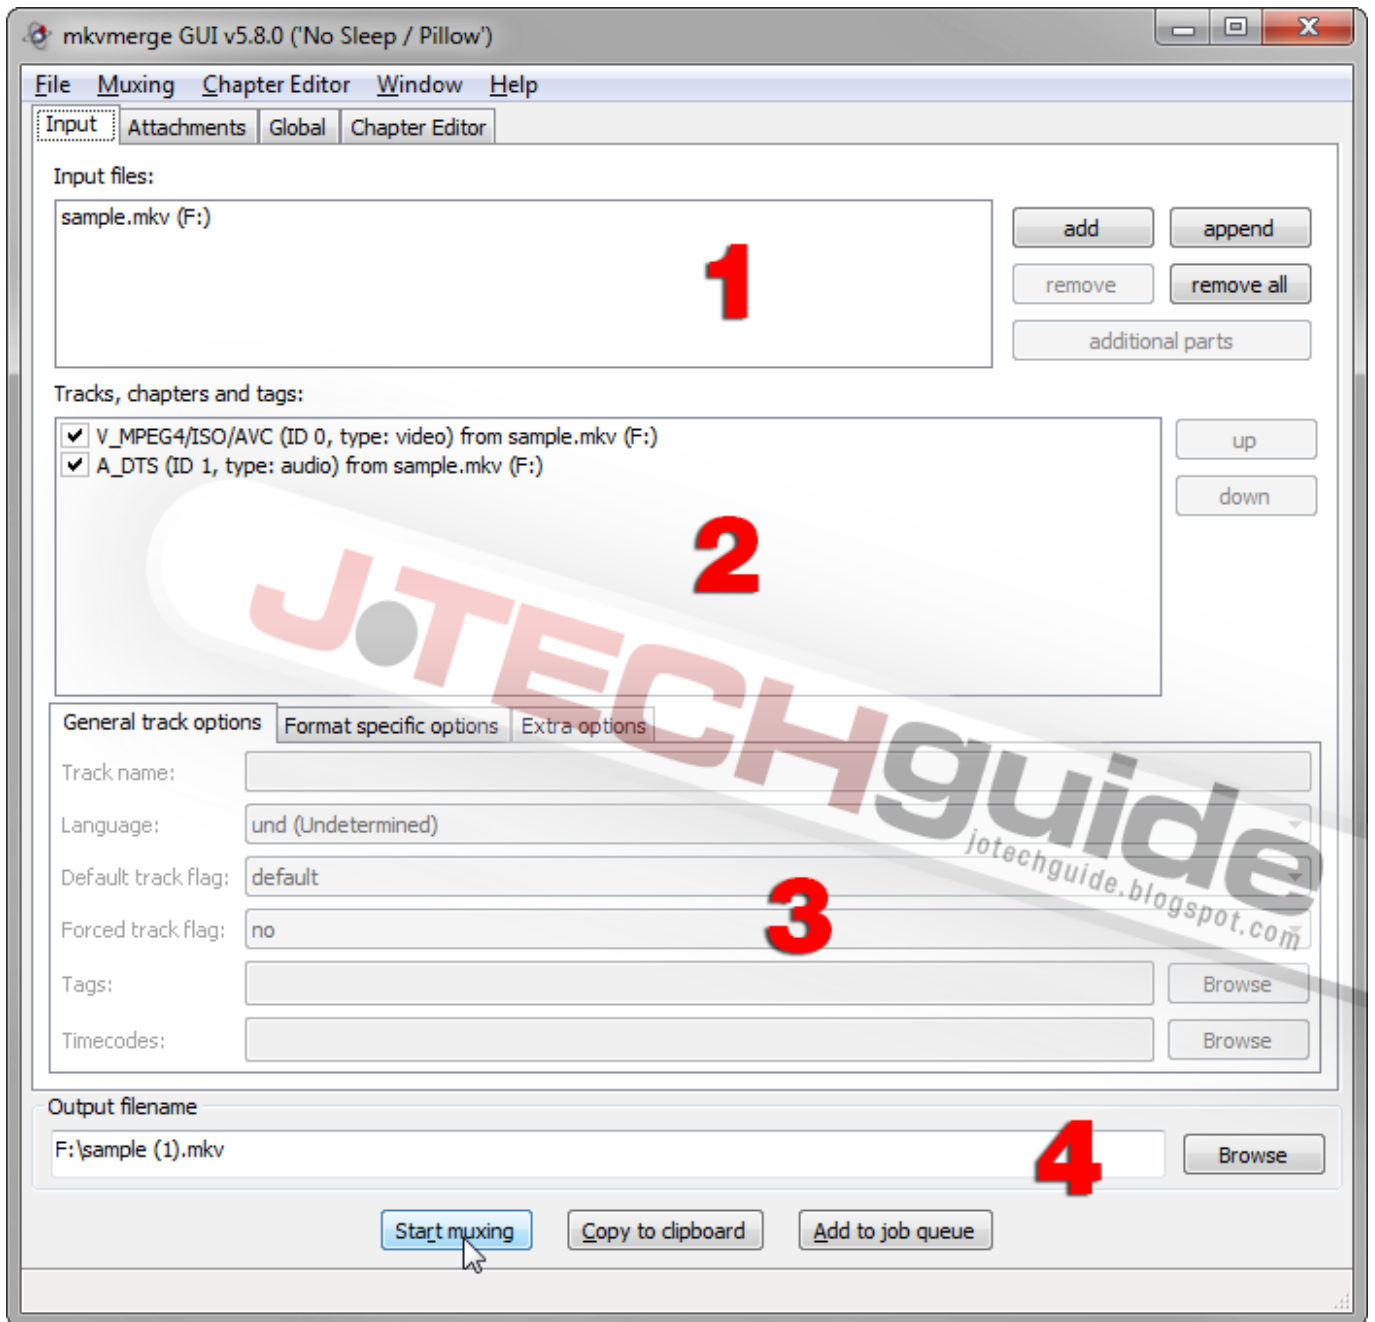 mkvmerge GUI v5.8.0 ('No Sleep / Pillow')
File Muxing Chapter Editor Window Help
Input Attachments Global Chapter Editor
Input files:
sample.mkv (F:)
add append
1
remove remove all
additional parts
Tracks, chapters and tags:
V_MPEG4/ISO/AVC (ID 0, type: video) from sample.mkv (F:)
up
A_DTS (ID 1, type: audio) from sample.mkv (F:)
down
2
J•TECHguide
jotechguide.blogspot.com
General track options Format specific options Extra options
Track name:
Language: und (Undetermined)
Default track flag: default
3
Forced track flag: no
Tags: Browse
Timecodes: Browse
Output filename
F:\sample (1).mkv
4
Browse
Start muxing Copy to clipboard Add to job queue